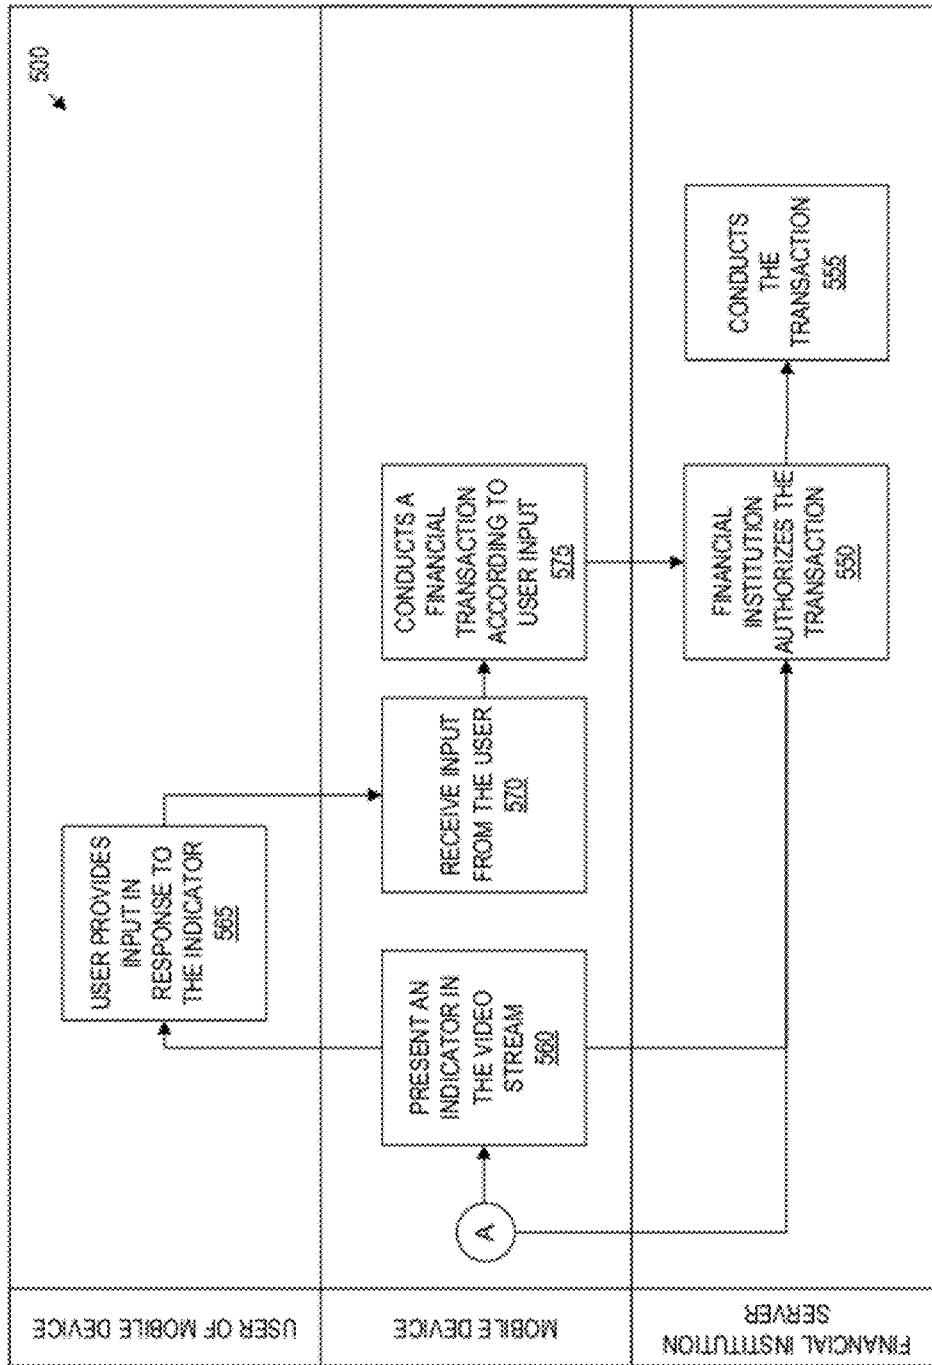 500
USER OF MOBILE DEVICE
USER PROVIDES
INPUT IN
RESPONSE TO
THE INDICATOR
565
MOBILE DEVICE
A
PRESENT AN
INDICATOR IN
THE VIDEO
STREAM
560
RECEIVE INPUT
FROM THE USER
570
CONDUCTS A
FINANCIAL
TRANSACTION
ACCORDING TO
USER INPUT
575
FINANCIAL INSTITUTION
SERVER
FINANCIAL
INSTITUTION
AUTHORIZES THE
TRANSACTION
550
CONDUCTS
THE
TRANSACTION
555